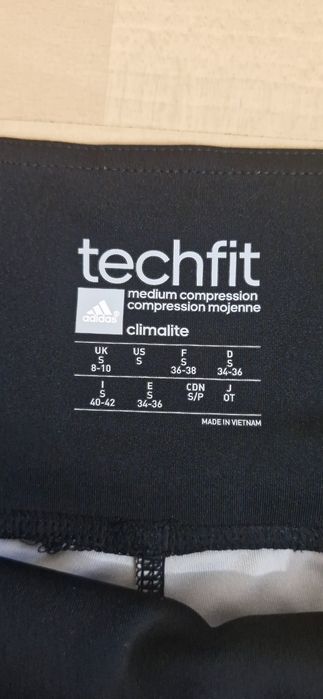 techfit
medium compression
compression mojenne
adidas
climalite
UK US F D
S S S S
8-10 36-38 34-36
I E CDN J
S S S/P OT
40-42 34-36
MADE IN VIETNAM